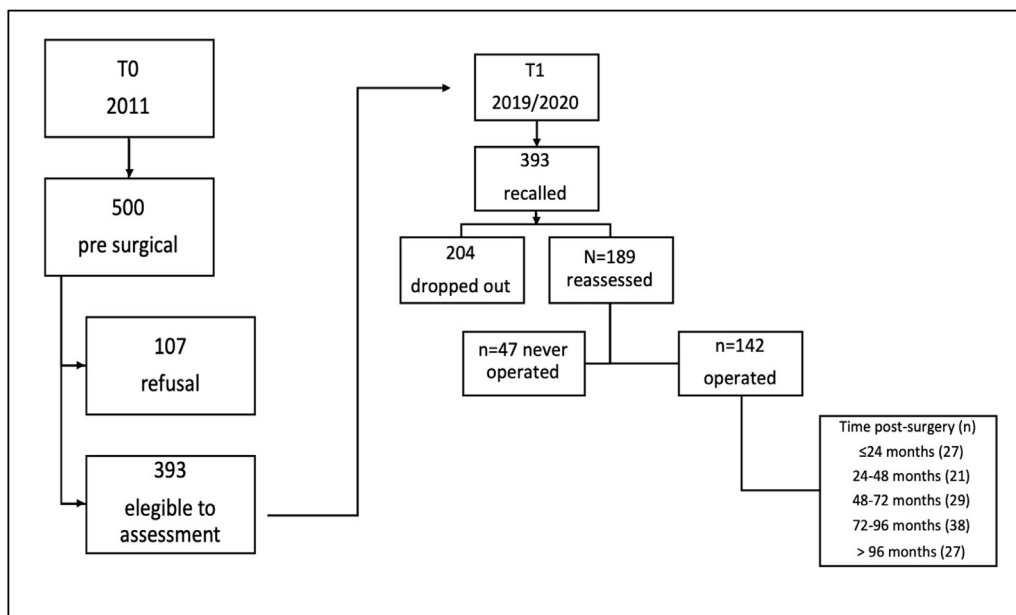 T0
2011
500
pre surgical
107
refusal
393
elegible to
assessment
T1
2019/2020
393
recalled
204
dropped out
N=189
reassessed
n=47 never
operated
n=142
operated
Time post-surgery (n)
≤24 months (27)
24-48 months (21)
48-72 months (29)
72-96 months (38)
> 96 months (27)